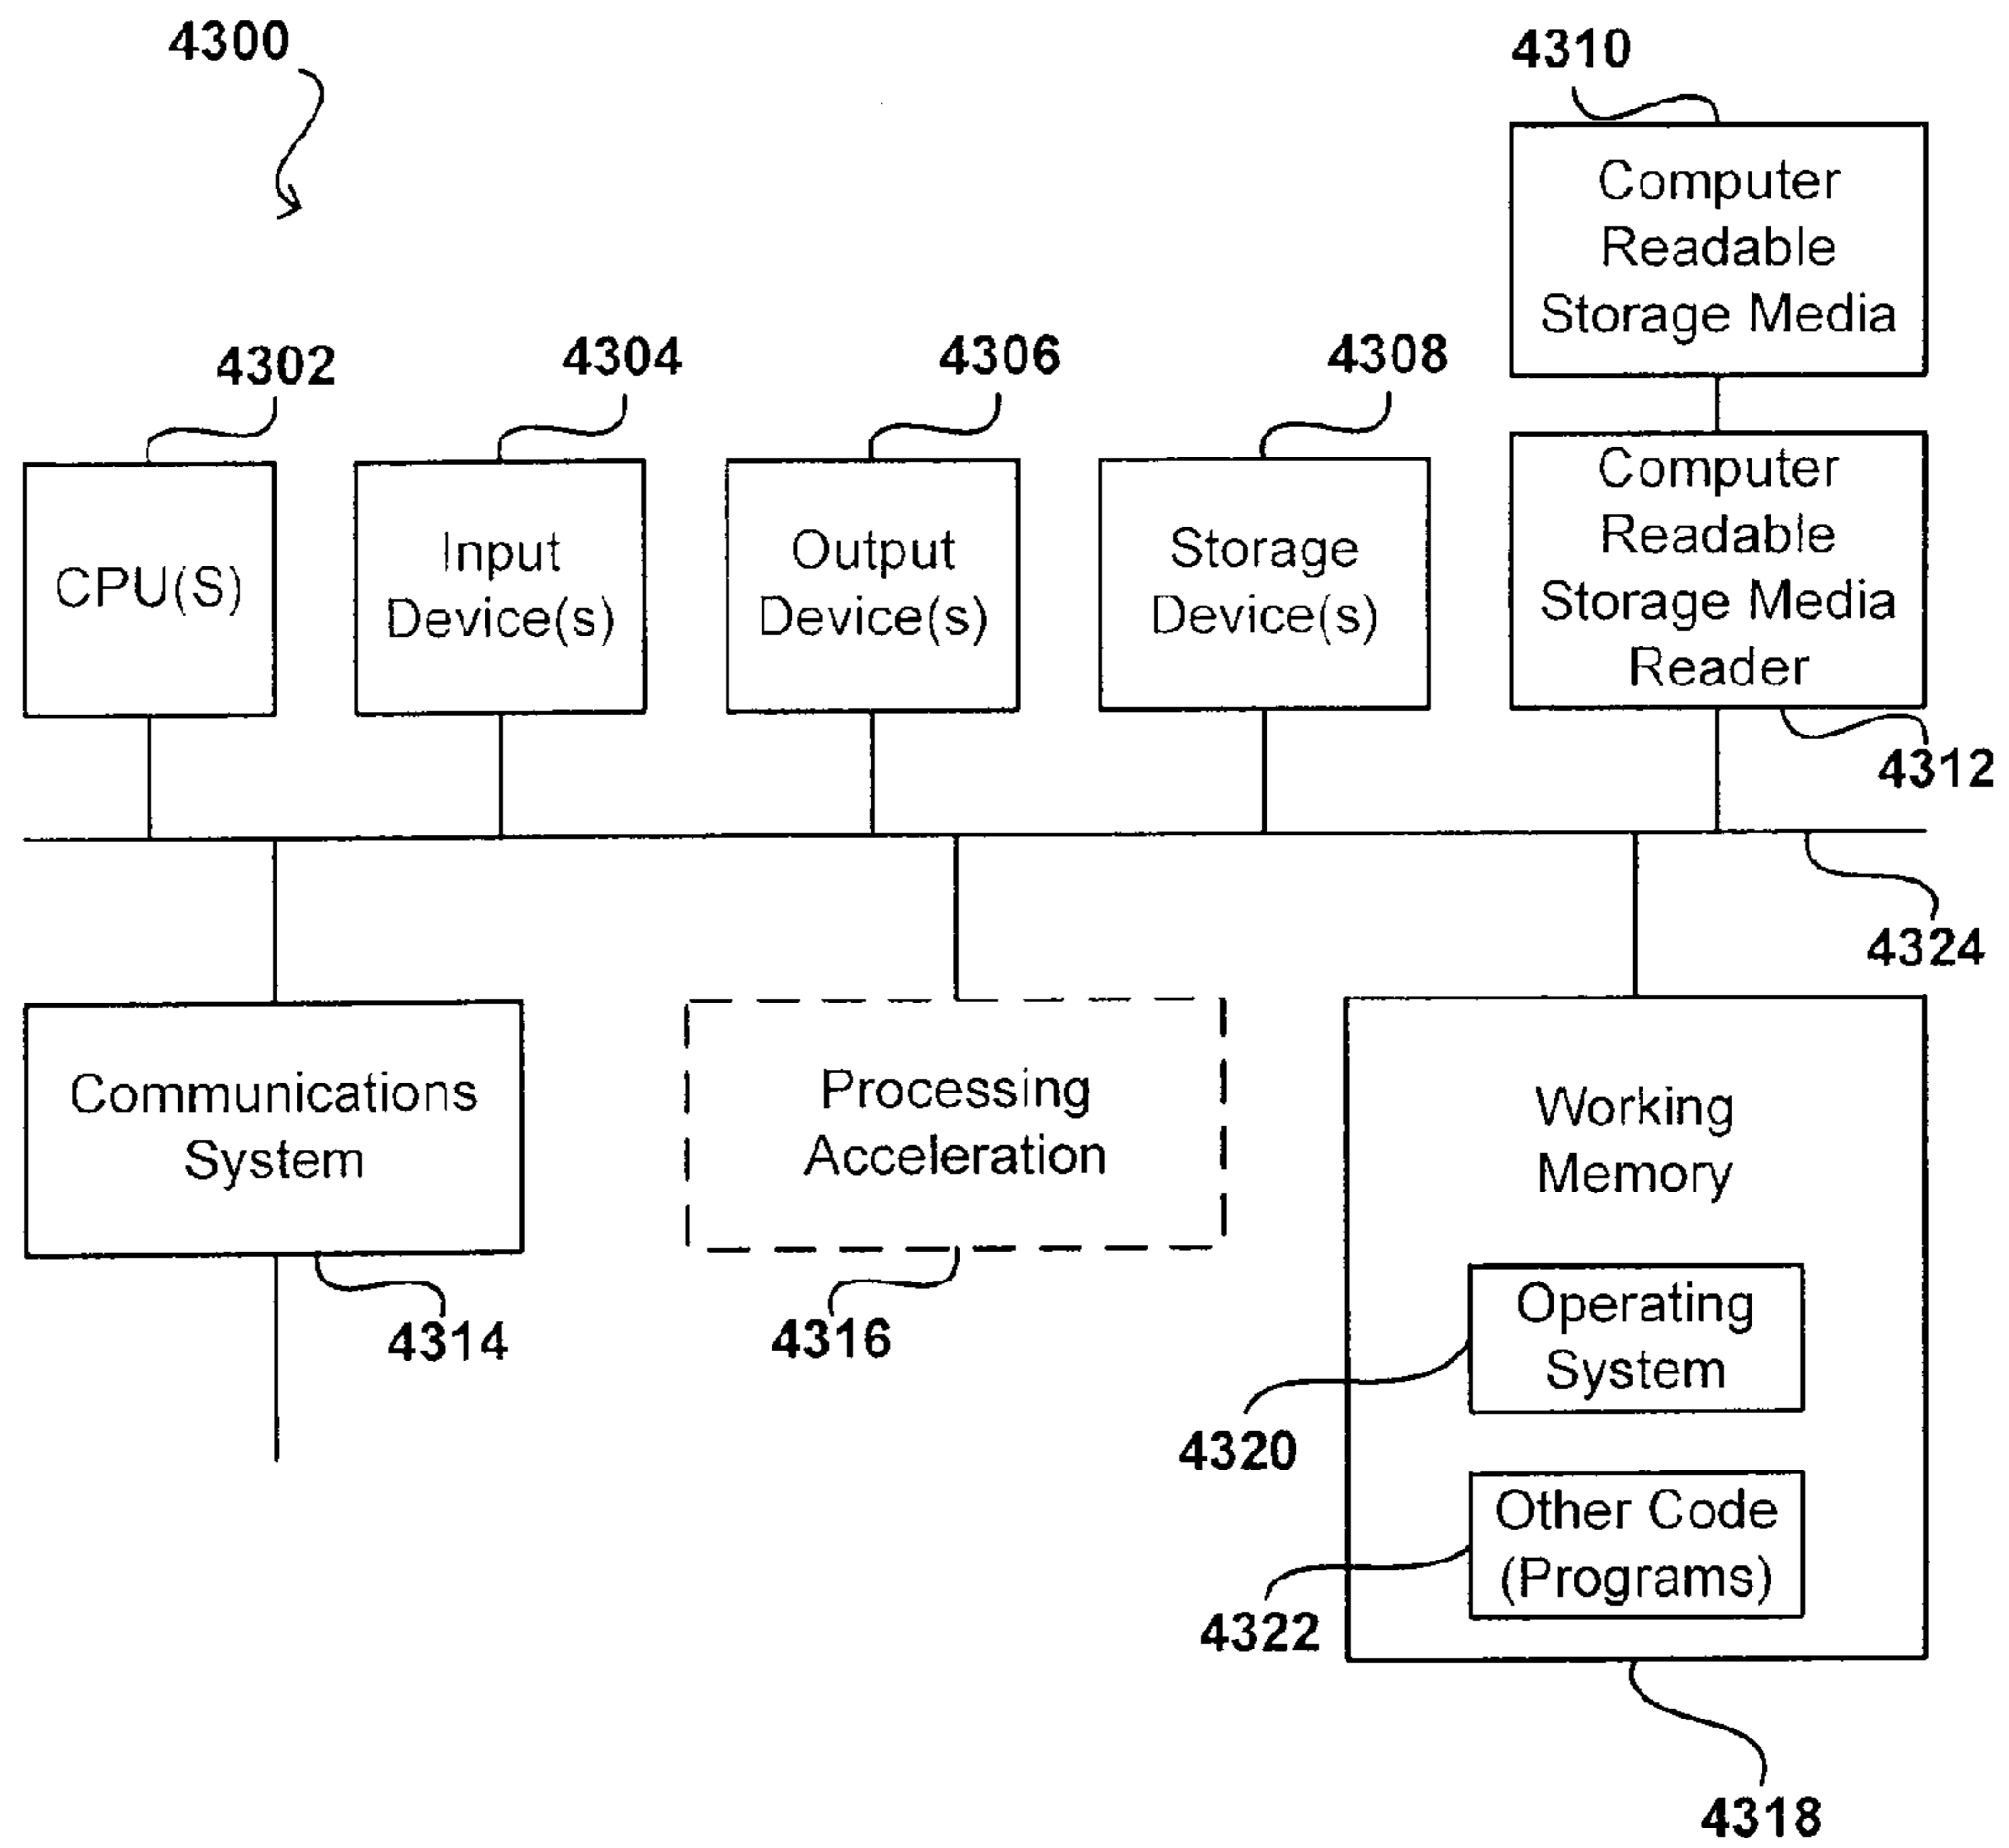 4300
4310
Computer
Readable
Storage Media
4302
4304
4306
4308
CPU(S)
Input
Device(s)
Output
Device(s)
Storage
Device(s)
Computer
Readable
Storage Media
Reader
4312
4324
Communications
System
4314
Processing
Acceleration
4316
Working
Memory
Operating
System
4320
Other Code
(Programs)
4322
4318